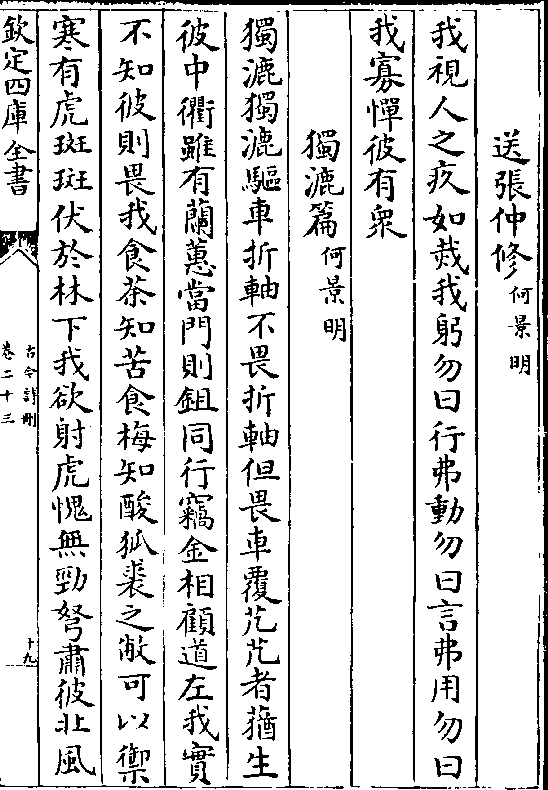 送張仲修何景明
我視人之疚如烖我躬勿曰行弗動勿曰言弗用勿曰
我寡憚彼有衆
獨漉篇何景明
獨漉獨漉驅車折軸不畏折軸但畏車覆芃芃者蕕生
彼中衢雖有蘭蕙當門則鉏同行竊金相顧道左我實
不知彼則畏我食茶知苦食梅知酸狐裘之敝可以禦
寒有虎斑斑伏於林下我欲射虎愧無勁弩肅彼北風
欽定四庫全書
古今詩刪
卷二十三
十九